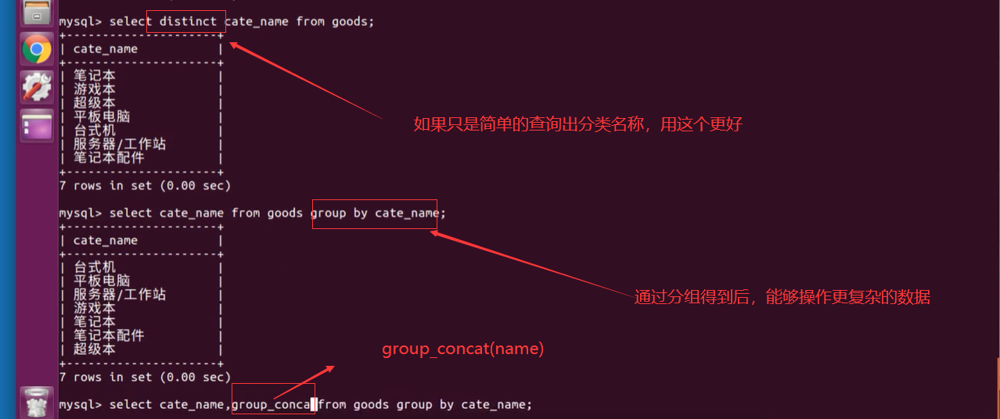 mysql> select distinct cate_name from goods;
+---------------------+
| cate_name           |
+---------------------+
| 笔记本              |
| 游戏本              |
| 超级本              |
| 平板电脑            |
| 台式机              |
| 服务器/工作站       |
| 笔记本配件          |
+---------------------+
7 rows in set (0.00 sec)
如果只是简单的查询出分类名称，用这个更好
mysql> select cate_name from goods group by cate_name;
+---------------------+
| cate_name           |
+---------------------+
| 台式机              |
| 平板电脑            |
| 服务器/工作站       |
| 游戏本              |
| 笔记本              |
| 笔记本配件          |
| 超级本              |
+---------------------+
7 rows in set (0.00 sec)
通过分组得到后，能够操作更复杂的数据
group_concat(name)
mysql> select cate_name,group_conca from goods group by cate_name;